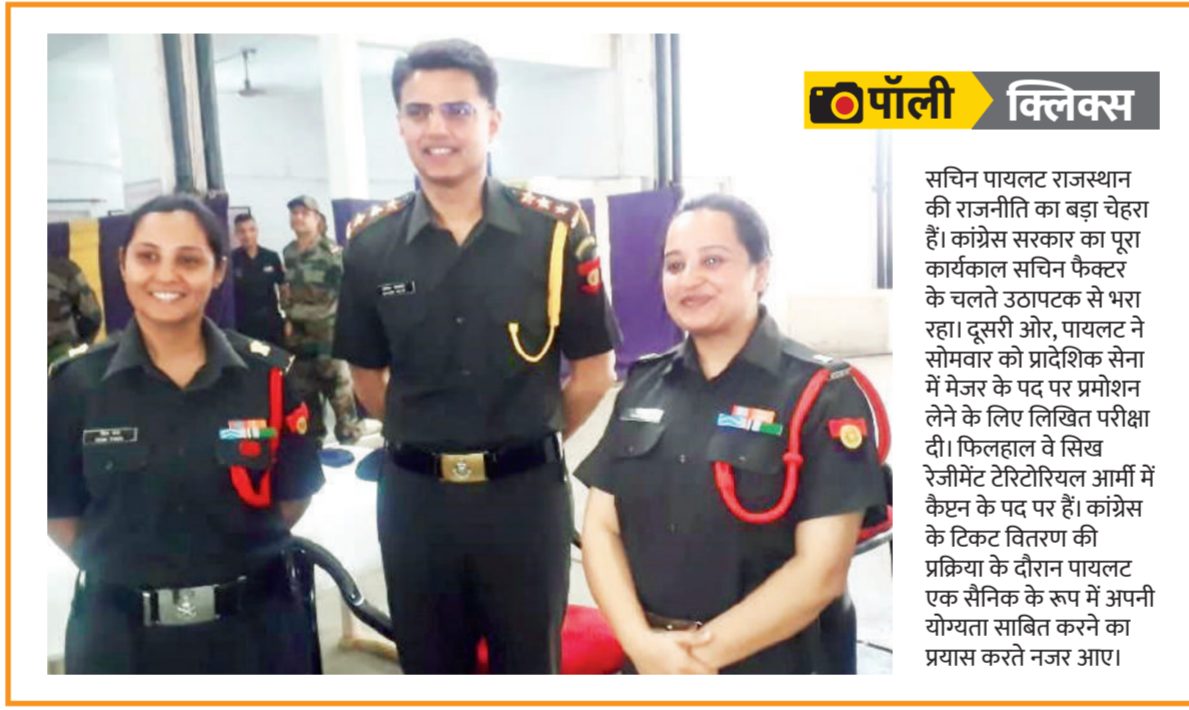 पॉली क्लिक्स
सचिन पायलट राजस्थान
की राजनीति का बड़ा चेहरा
हैं। कांग्रेस सरकार का पूरा
कार्यकाल सचिन फैक्टर
के चलते उठापटक से भरा
रहा। दूसरी ओर, पायलट ने
सोमवार को प्रादेशिक सेना
में मेजर के पद पर प्रमोशन
लेने के लिए लिखित परीक्षा
दी। फिलहाल वे सिख
रेजीमेंट टेरिटोरियल आर्मी में
कैप्टन के पद पर हैं। कांग्रेस
के टिकट वितरण की
प्रक्रिया के दौरान पायलट
एक सैनिक के रूप में अपनी
योग्यता साबित करने का
प्रयास करते नजर आए।